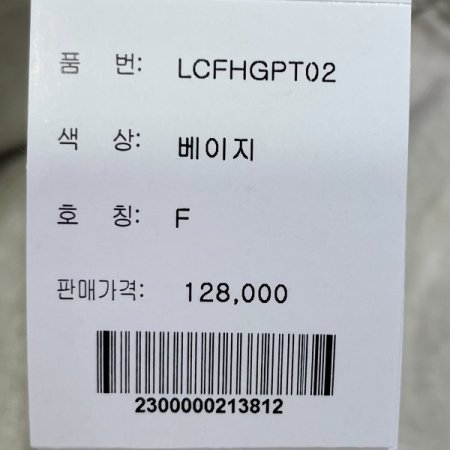 품 번: LCFHGPT02
색 상: 베이지
호 칭: F
판매가격: 128,000
2300000213812